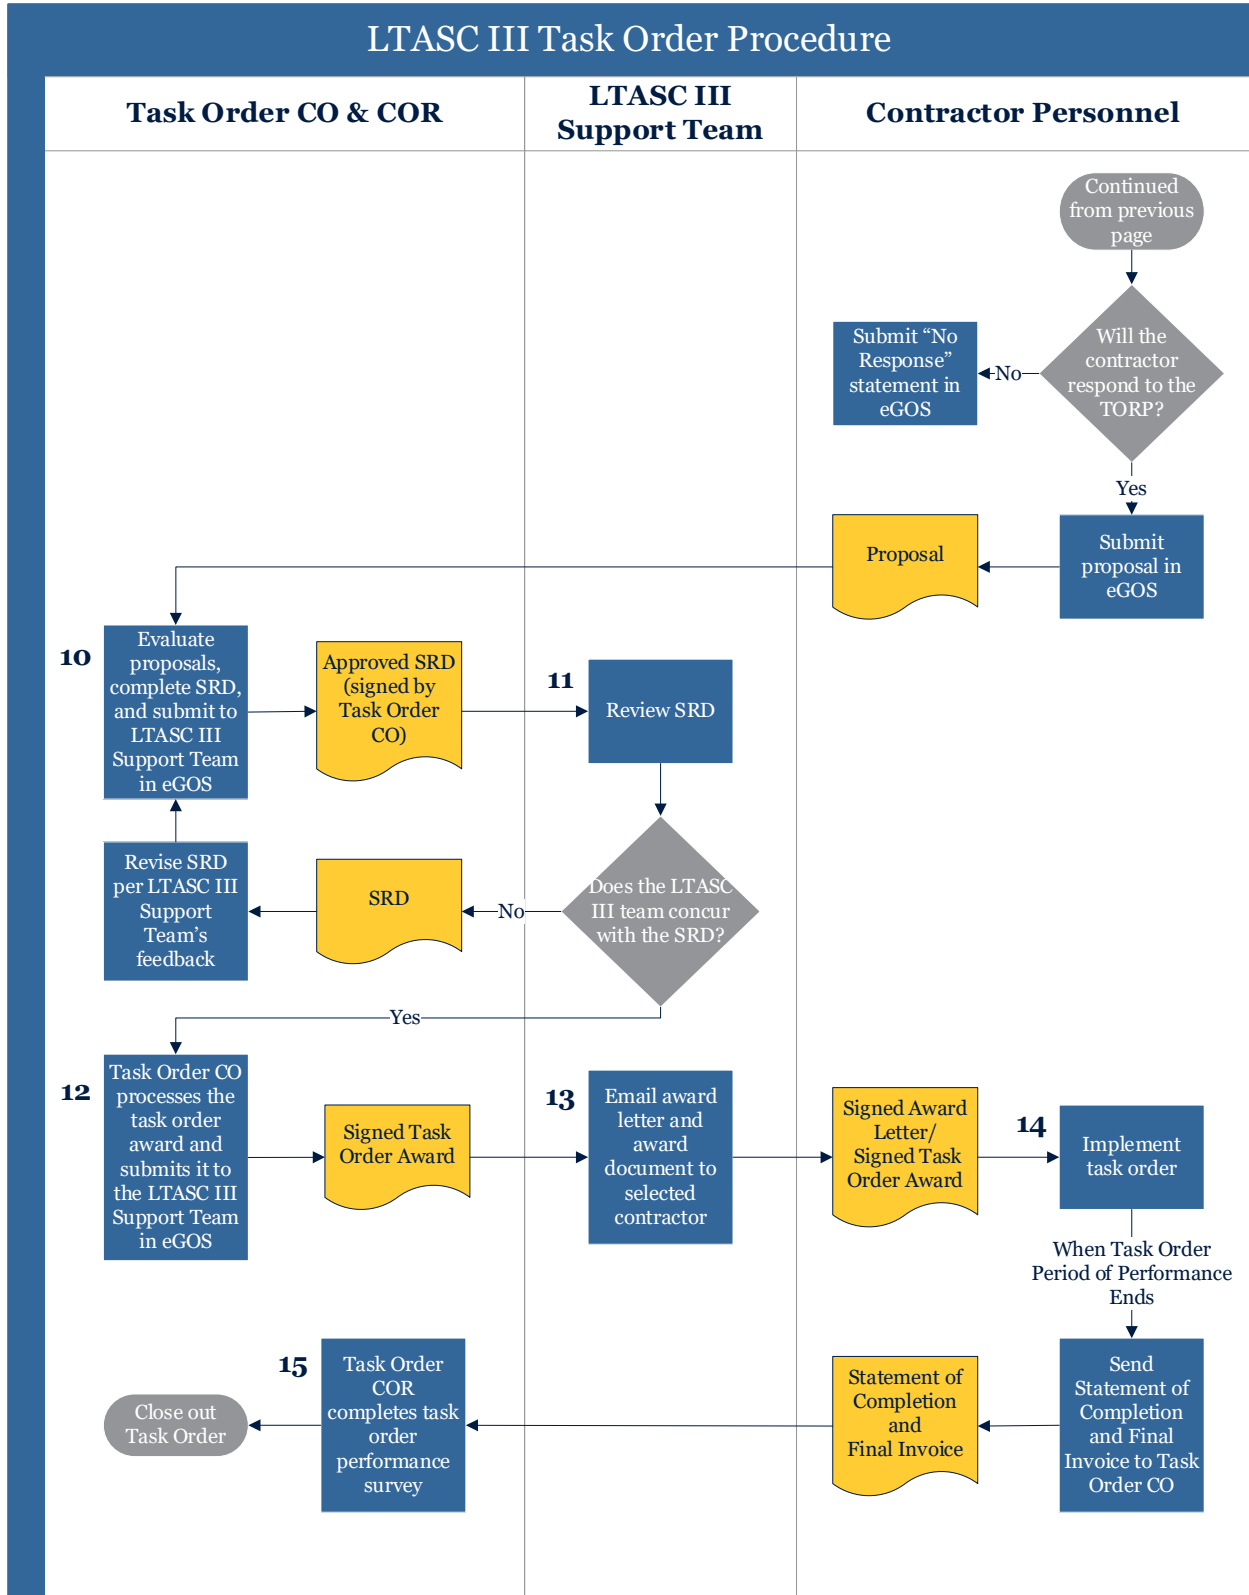 LTASC III Task Order Procedure
Task Order CO & COR
LTASC III
Support Team
Contractor Personnel
Continued
from previous
page
Will the
contractor
respond to the
TORP?
No
Submit “No
Response”
statement in
eGOS
Yes
Submit
proposal in
eGOS
Proposal
10
Evaluate
proposals,
complete SRD,
and submit to
LTASC III
Support Team
in eGOS
Approved SRD
(signed by
Task Order
CO)
11
Review SRD
Does the LTASC
III team concur
with the SRD?
No
SRD
Revise SRD
per LTASC III
Support
Team’s
feedback
Yes
12
Task Order CO
processes the
task order
award and
submits it to
the LTASC III
Support Team
in eGOS
Signed Task
Order Award
13
Email award
letter and
award
document to
selected
contractor
Signed Award
Letter/
Signed Task
Order Award
14
Implement
task order
When Task Order
Period of Performance
Ends
Send
Statement of
Completion
and Final
Invoice to Task
Order CO
Statement of
Completion
and
Final Invoice
15
Task Order
COR
completes task
order
performance
survey
Close out
Task Order